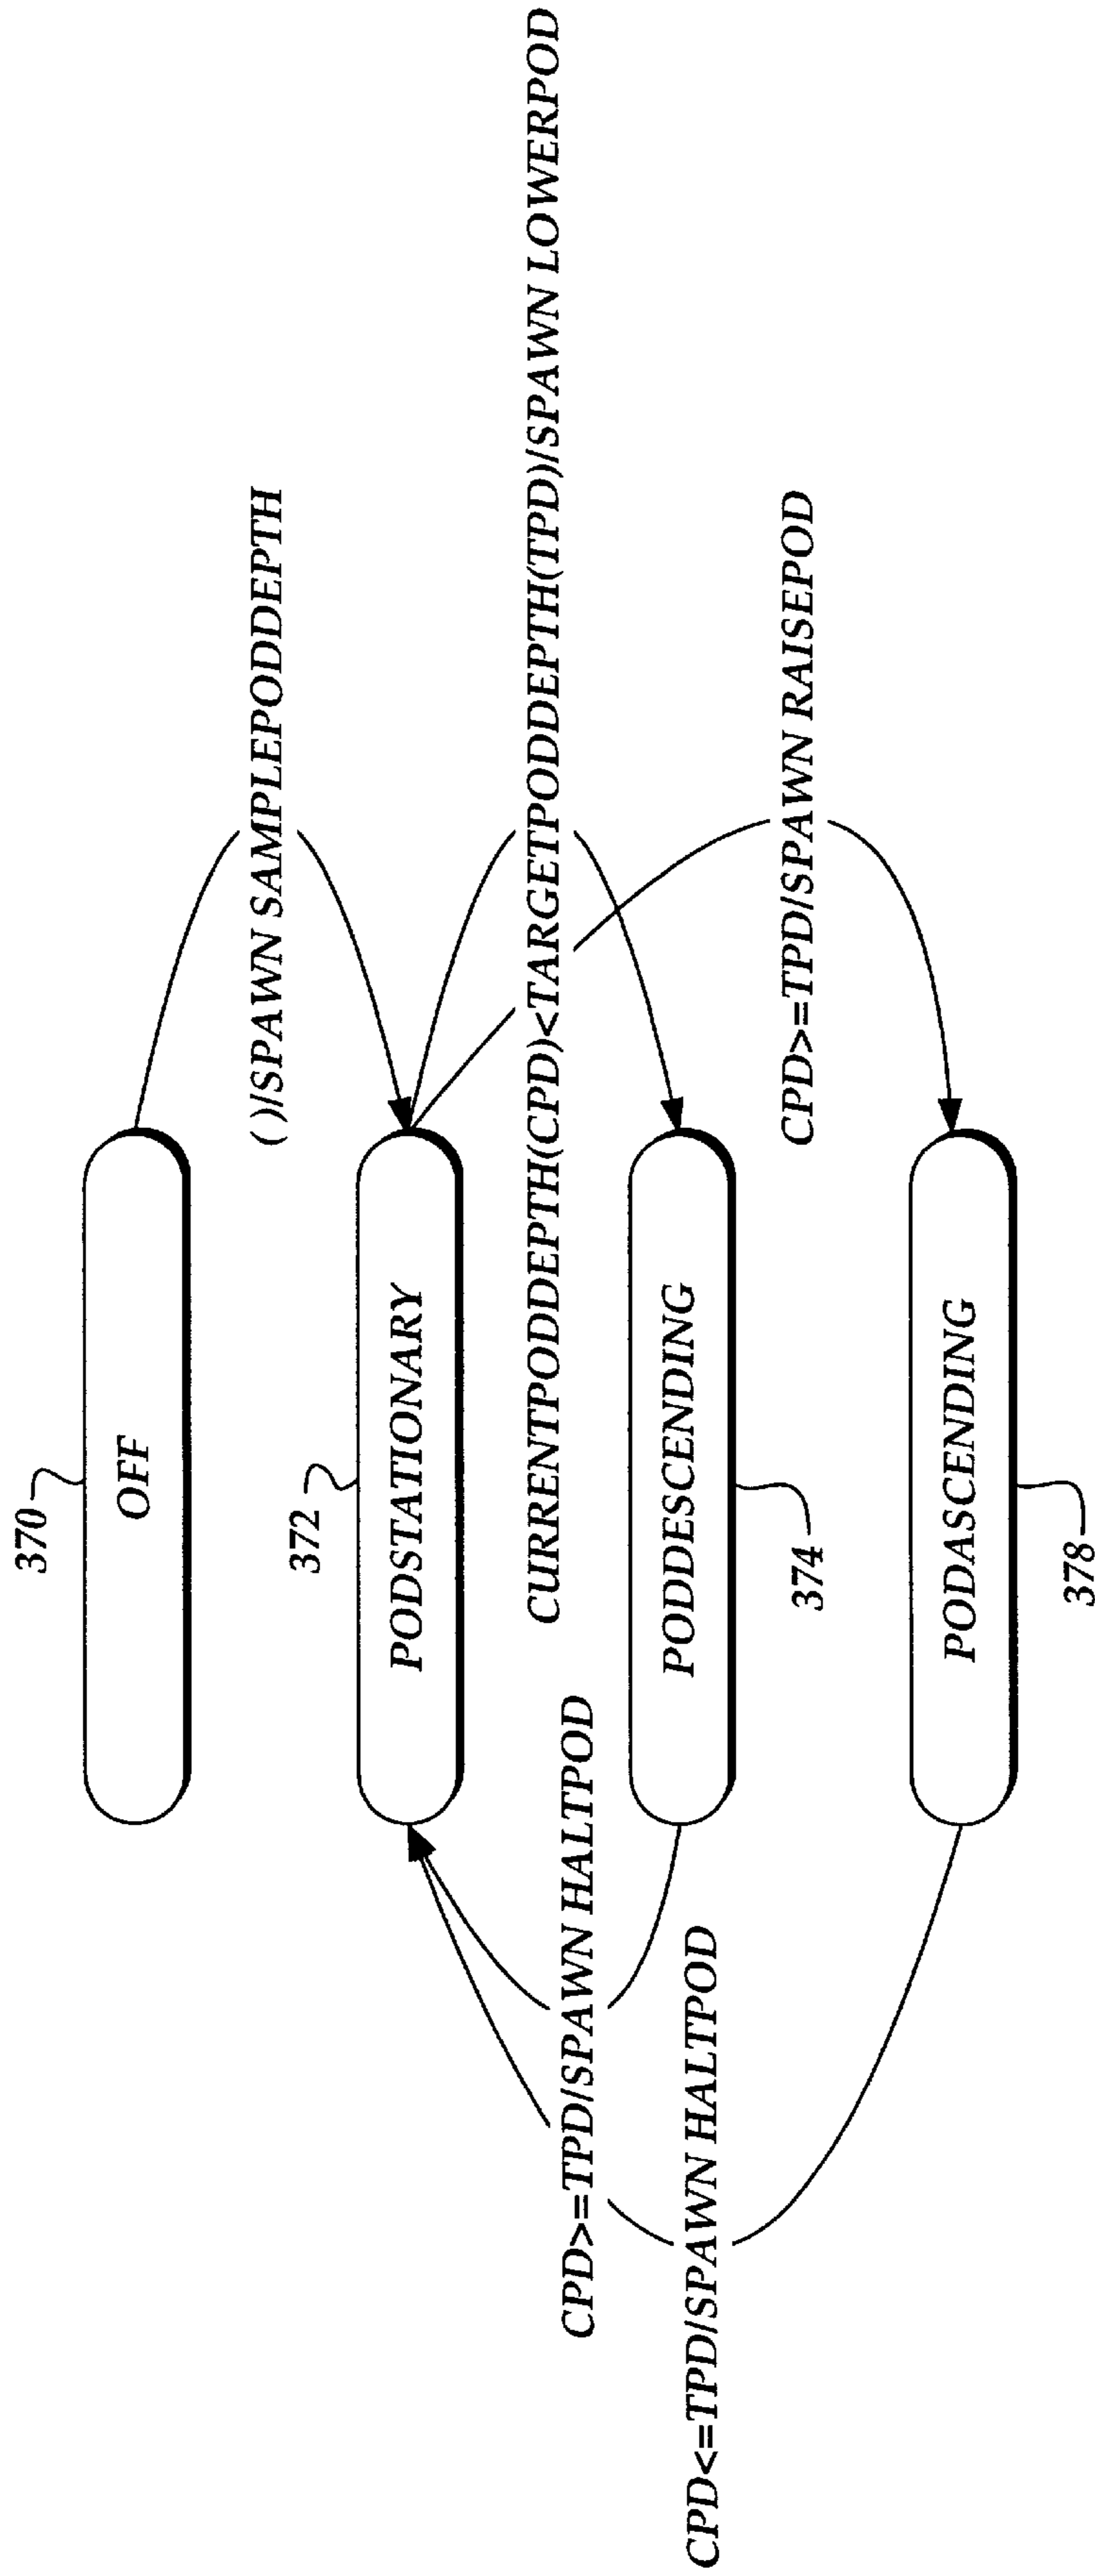 370
OFF
( )/SPAWN SAMPLEPODDEPTH
372
PODSTATIONARY
CURRENTPODDEPTH(CPD)<TARGETPODDEPTH(TPD)/SPAWN LOWERPOD
CPD>=TPD/SPAWN HALTPOD
PODDESCENDING
374
CPD<=TPD/SPAWN HALTPOD
CPD>=TPD/SPAWN RAISEPOD
PODASCENDING
378